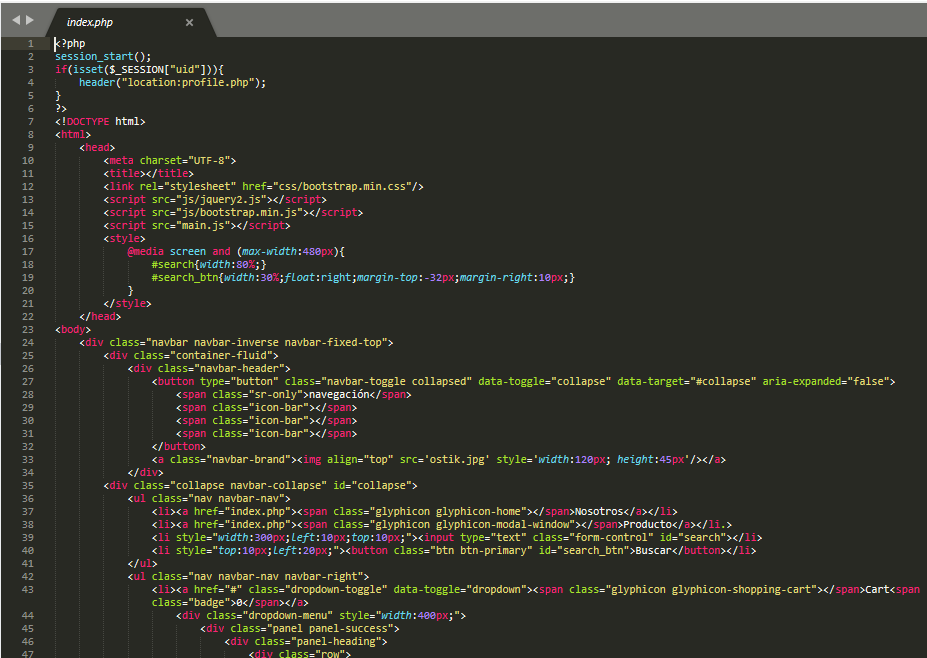 index.php ×
1 <?php
2 session_start();
3 if(isset($_SESSION["uid"])){
4 header("location:profile.php");
5 }
6 ?>
7 <!DOCTYPE html>
8 <html>
9 <head>
10 <meta charset="UTF-8">
11 <title></title>
12 <link rel="stylesheet" href="css/bootstrap.min.css"/>
13 <script src="js/jquery2.js"></script>
14 <script src="js/bootstrap.min.js"></script>
15 <script src="main.js"></script>
16 <style>
17 @media screen and (max-width:480px){
18 #search{width:80%;}
19 #search_btn{width:30%;float:right;margin-top:-32px;margin-right:10px;}
20 }
21 </style>
22 </head>
23 <body>
24 <div class="navbar navbar-inverse navbar-fixed-top">
25 <div class="container-fluid">
26 <div class="navbar-header">
27 <button type="button" class="navbar-toggle collapsed" data-toggle="collapse" data-target="#collapse" aria-expanded="false">
28 <span class="sr-only">navegación</span>
29 <span class="icon-bar"></span>
30 <span class="icon-bar"></span>
31 <span class="icon-bar"></span>
32 </button>
33 <a class="navbar-brand"><img align="top" src='ostik.jpg' style='width:120px; height:45px'/></a>
34 </div>
35 <div class="collapse navbar-collapse" id="collapse">
36 <ul class="nav navbar-nav">
37 <li><a href="index.php"><span class="glyphicon glyphicon-home"></span>Nosotros</a></li>
38 <li><a href="index.php"><span class="glyphicon glyphicon-modal-window"></span>Producto</a></li.>
39 <li style="width:300px;left:10px;top:10px;"><input type="text" class="form-control" id="search"></li>
40 <li style="top:10px;left:20px;"><button class="btn btn-primary" id="search_btn">Buscar</button></li>
41 </ul>
42 <ul class="nav navbar-nav navbar-right">
43 <li><a href="#" class="dropdown-toggle" data-toggle="dropdown"><span class="glyphicon glyphicon-shopping-cart"></span>Cart<span
class="badge">0</span></a>
44 <div class="dropdown-menu" style="width:400px;">
45 <div class="panel panel-success">
46 <div class="panel-heading">
47 <div class="row">